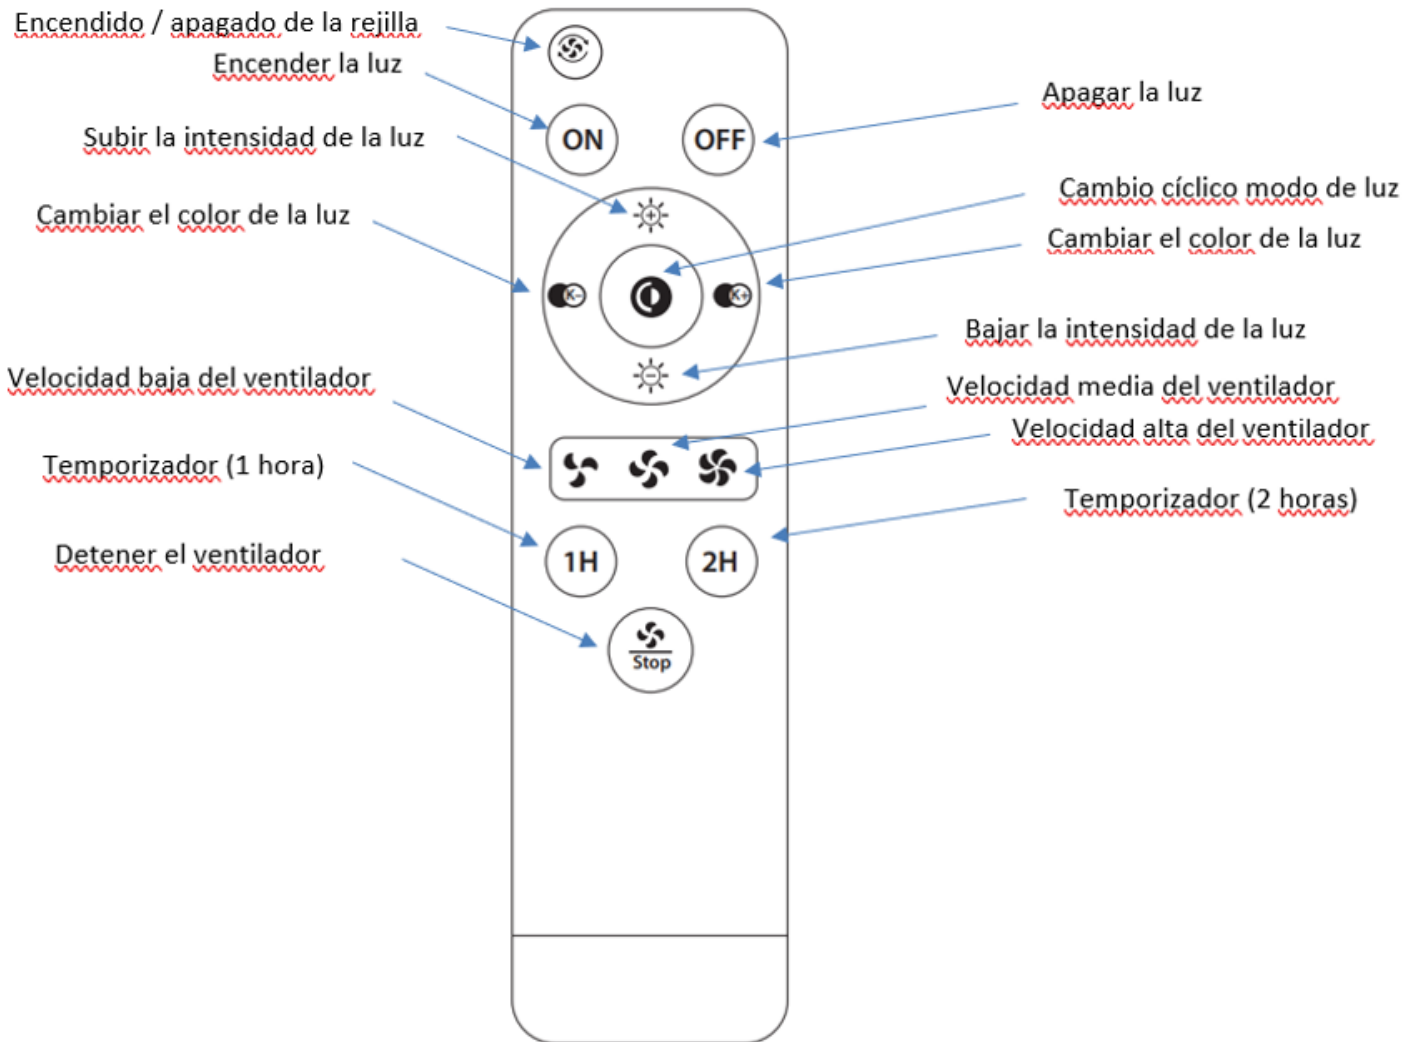 Encendido / apagado de la rejilla
Encender la luz
Apagar la luz
ON
OFF
Subir la intensidad de la luz
Cambio cíclico modo de luz
Cambiar el color de la luz
Cambiar el color de la luz
K-
K+
Bajar la intensidad de la luz
Velocidad baja del ventilador
Velocidad media del ventilador
Velocidad alta del ventilador
Temporizador (1 hora)
Temporizador (2 horas)
Detener el ventilador
1H
2H
Stop